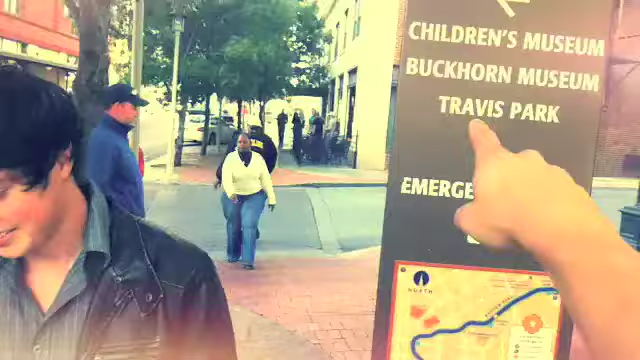 CHILDREN'S MUSEUM
BUCKHORN MUSEUM
TRAVIS PARK
EMERGE
NORTH